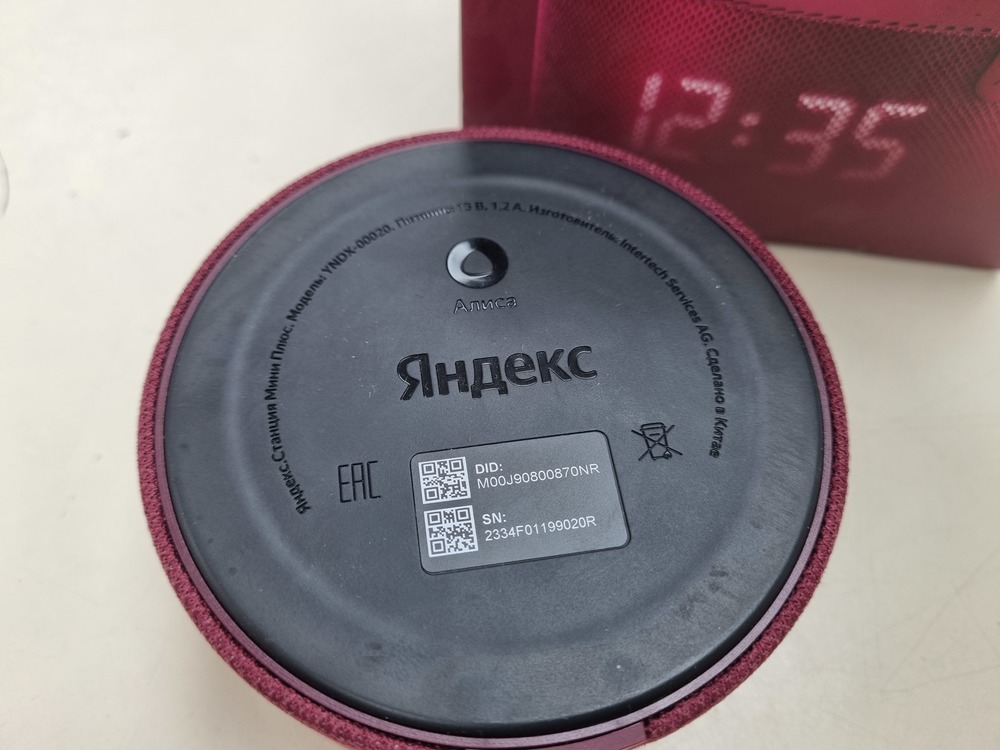 12:35
Яндекс.Станция Мини Плюс. Модель: YNDX-00020. Питание: 15 В, 1,2 А. Изготовитель: Intertech Services AG. Сделано в Китае
Алиса
Яндекс
EAC
DID:
M00J90800870NR
SN:
2334F01199020R